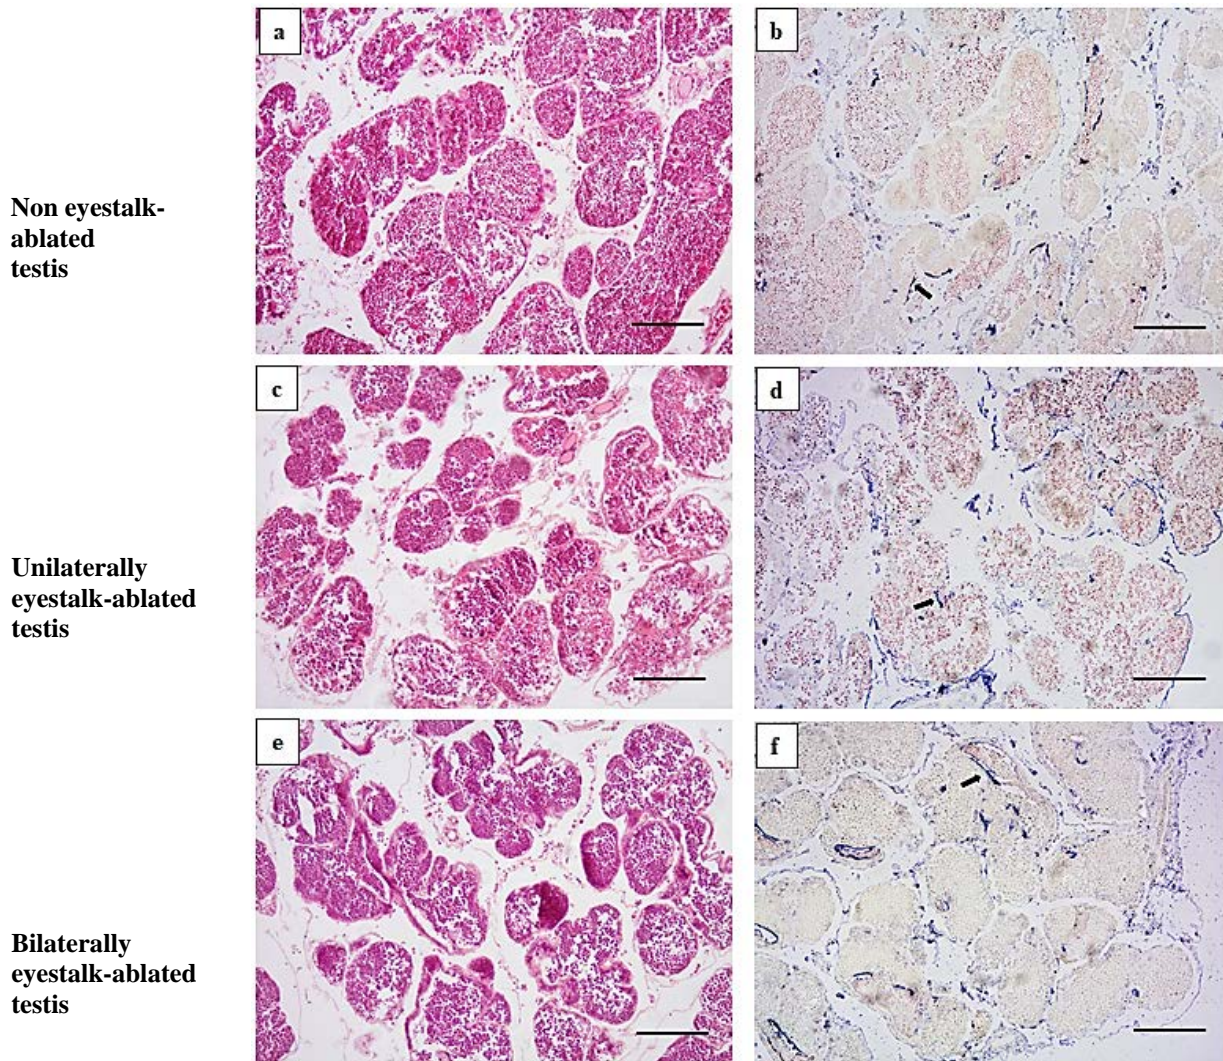 a
b
Non eyestalk-
ablated
testis
c
d
Unilaterally
eyestalk-ablated
testis
e
f
Bilaterally
eyestalk-ablated
testis